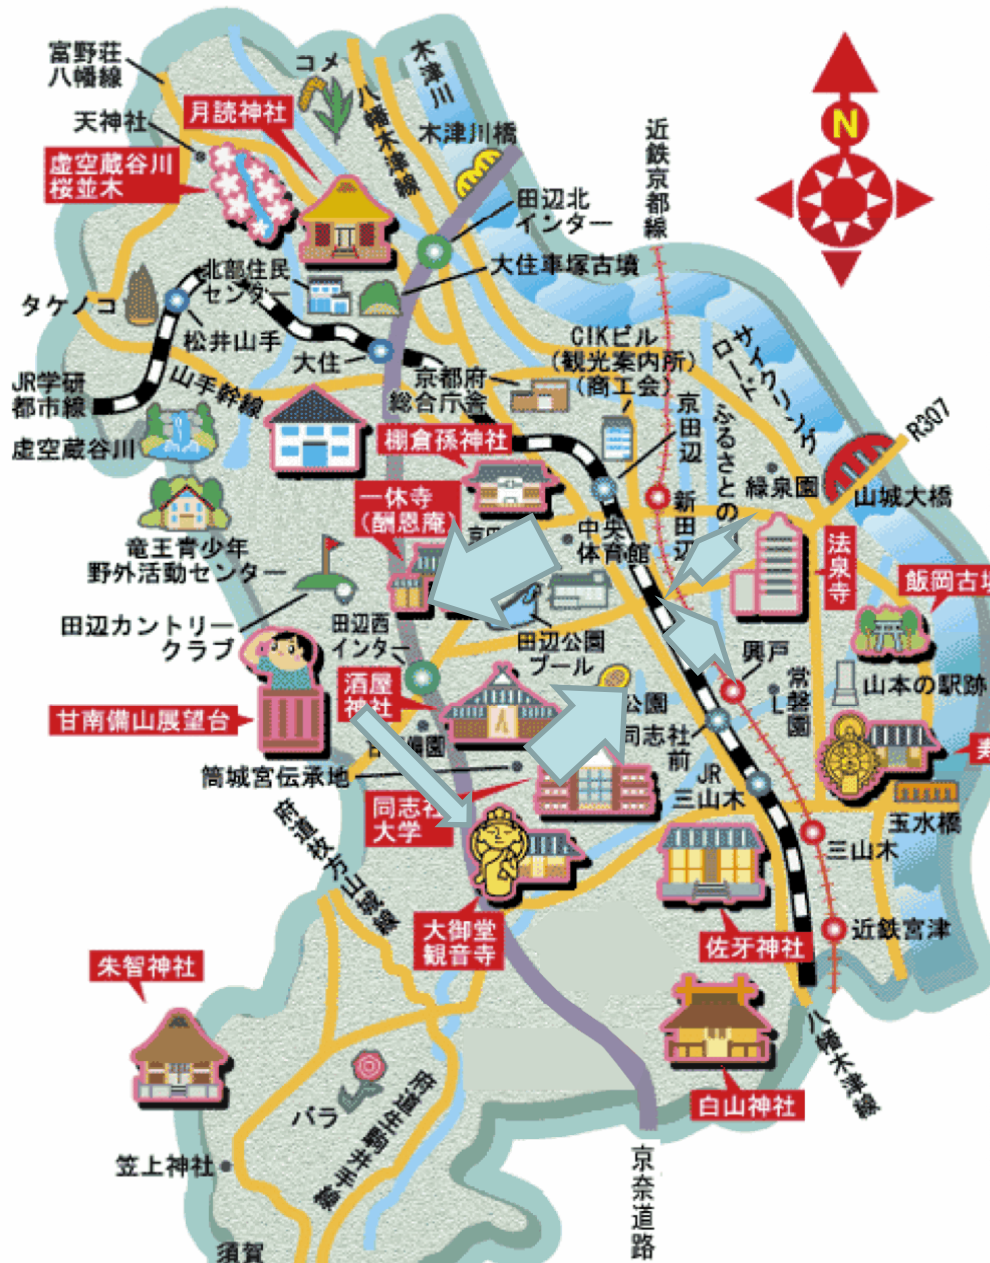 富野荘
八幡線
コメ
木津川
天神社
月読神社
八幡木津線
木津川橋
近鉄京都線
N
虚空蔵谷川
桜並木
田辺北
インター
北部住民
センター
大住車塚古墳
タケノコ
松井山手
大住
CIKビル
(観光案内所)
(商工会)
サイクリング
ロード
JR学研
都市線
山手幹線
京都府
総合庁舎
京田辺
ふるさとの
R307
虚空蔵谷川
棚倉孫神社
緑泉園
山城大橋
一休寺
(酬恩庵)
新田辺
中央
体育館
竜王青少年
野外活動センター
法泉寺
飯岡古墳
田辺カントリー
クラブ
田辺西
インター
田辺公園
プール
興戸
常磐園
山本の駅跡
酒屋
神社
公園
甘南備山展望台
同志社
前
筒城宮伝承地
JR
三山木
同志社
大学
玉水橋
三山木
府道枚方山城線
大御堂
観音寺
佐牙神社
近鉄宮津
朱智神社
八幡木津線
白山神社
バラ
府道生駒井手線
笠上神社
京奈道路
須賀